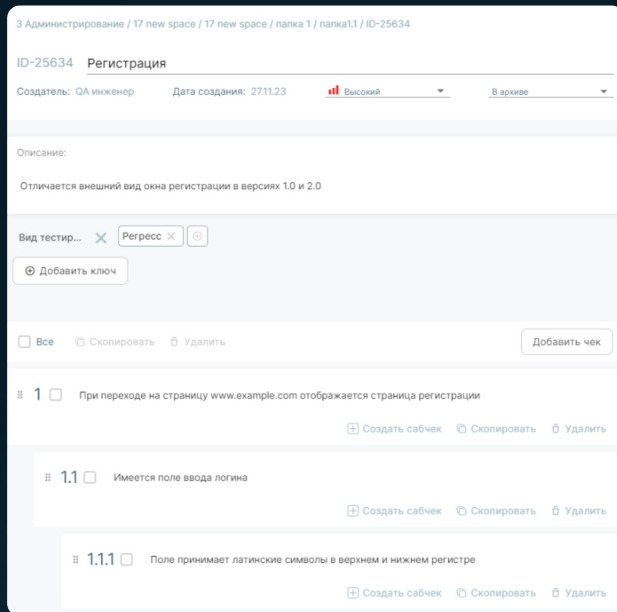 3 Администрирование / 17 new space / 17 new space / папка 1 / папка1.1 / ID-25634
ID-25634 Регистрация
Создатель: QA инженер Дата создания: 27.11.23 Высокий В архиве
Описание:
Отличается внешний вид окна регистрации в версиях 1.0 и 2.0
Вид тестир... Регресс
Добавить ключ
Все Скопировать Удалить Добавить чек
1 При переходе на страницу www.example.com отображается страница регистрации
Создать сабчек Скопировать Удалить
1.1 Имеется поле ввода логина
Создать сабчек Скопировать Удалить
1.1.1 Поле принимает латинские символы в верхнем и нижнем регистре
Создать сабчек Скопировать Удалить